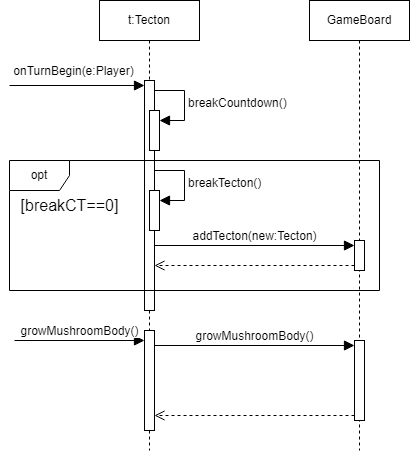 t:Tecton
GameBoard
onTurnBegin(e:Player)
breakCountdown()
opt
breakTecton()
[breakCT==0]
addTecton(new:Tecton)
growMushroomBody()
growMushroomBody()